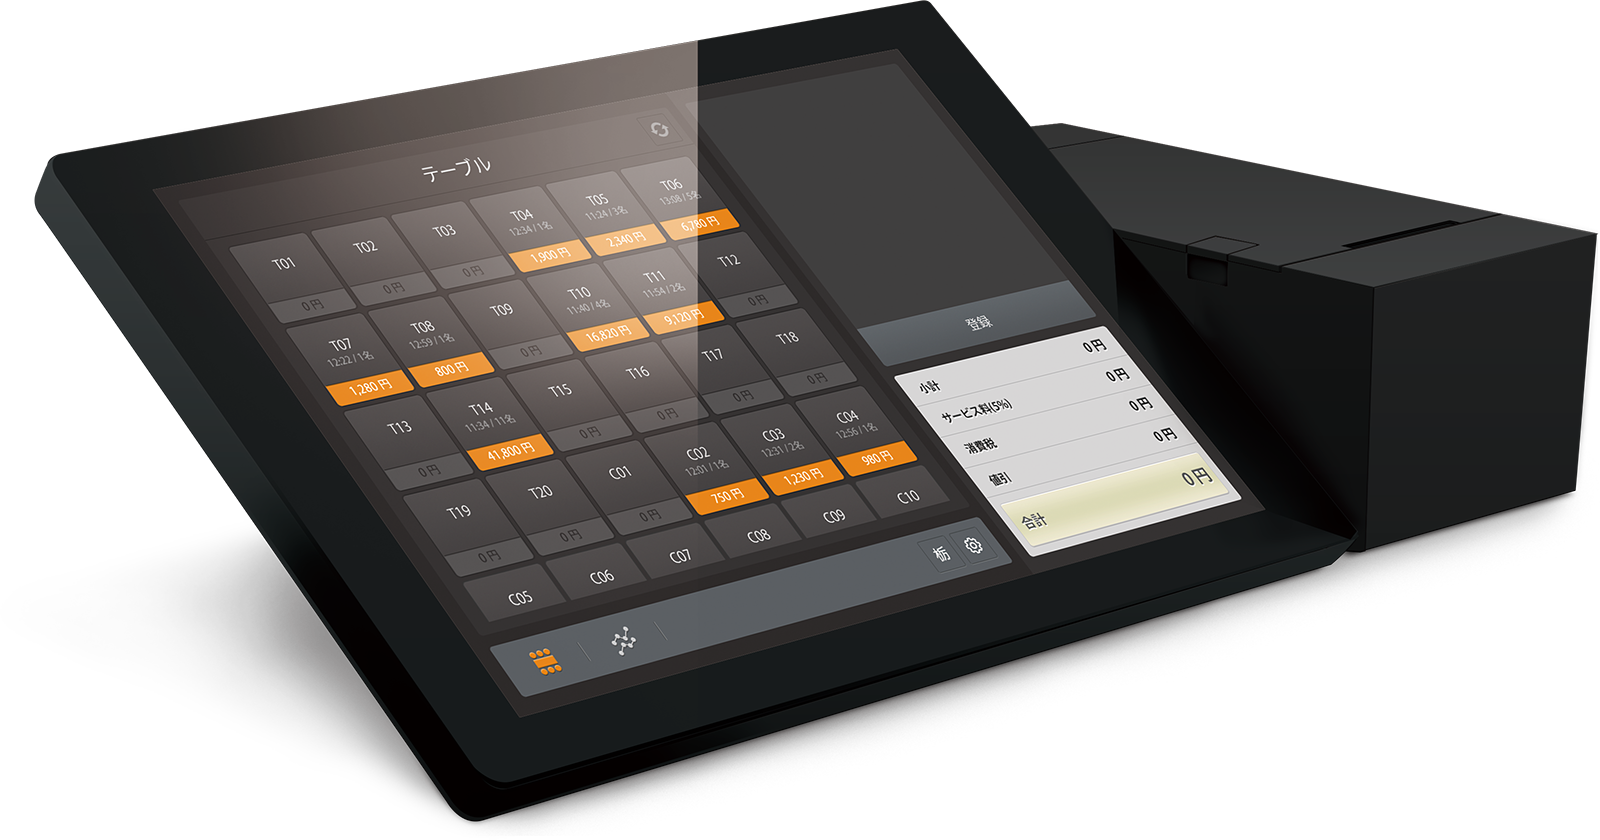 テーブル
T01
0円
T02
0円
T03
0円
T04
12:34 / 1名
1,900円
T05
11:24 / 3名
2,340円
T06
13:08 / 5名
6,780円
T07
12:22 / 1名
1,280円
T08
12:59 / 1名
800円
T09
0円
T10
11:40 / 4名
16,820円
T11
11:54 / 2名
9,120円
T12
0円
T13
0円
T14
11:34 / 11名
41,800円
T15
0円
T16
0円
T17
0円
T18
0円
T19
0円
T20
0円
C01
0円
C02
12:01 / 1名
750円
C03
12:31 / 2名
1,230円
C04
12:56 / 1名
980円
C05
C06
C07
C08
C09
C10
栃
登録
小計 0円
サービス料(5%) 0円
消費税 0円
値引 0円
合計 0円